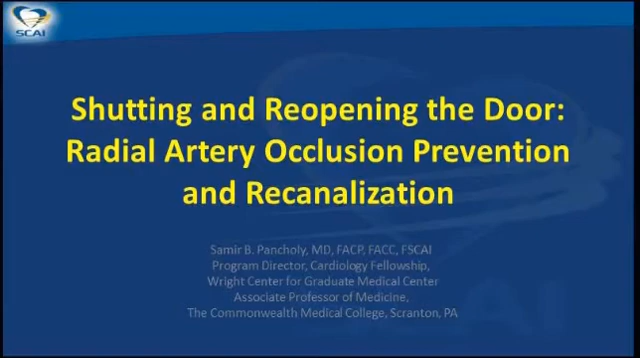 SCAI
Shutting and Reopening the Door:
Radial Artery Occlusion Prevention
and Recanalization
Samir B. Pancholy, MD, FACP, FACC, FSCAI
Program Director, Cardiology Fellowship,
Wright Center for Graduate Medical Center
Associate Professor of Medicine,
The Commonwealth Medical College, Scranton, PA
SCAI